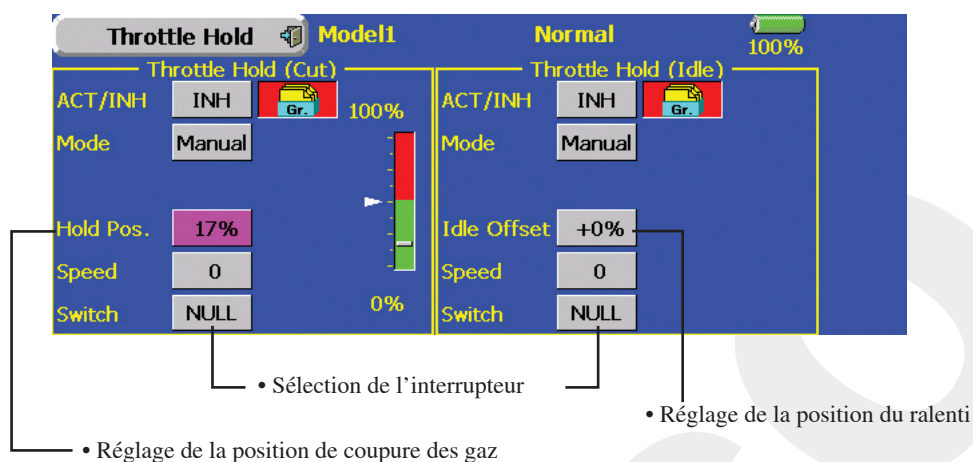 Throttle Hold Model1 Normal 100%
Throttle Hold (Cut) Throttle Hold (Idle)
ACT/INH INH Gr. 100% ACT/INH INH Gr.
Mode Manual Mode Manual
Hold Pos. 17% Idle Offset +0%
Speed 0 Speed 0
Switch NULL 0% Switch NULL
• Sélection de l’interrupteur
• Réglage de la position du ralenti
• Réglage de la position de coupure des gaz